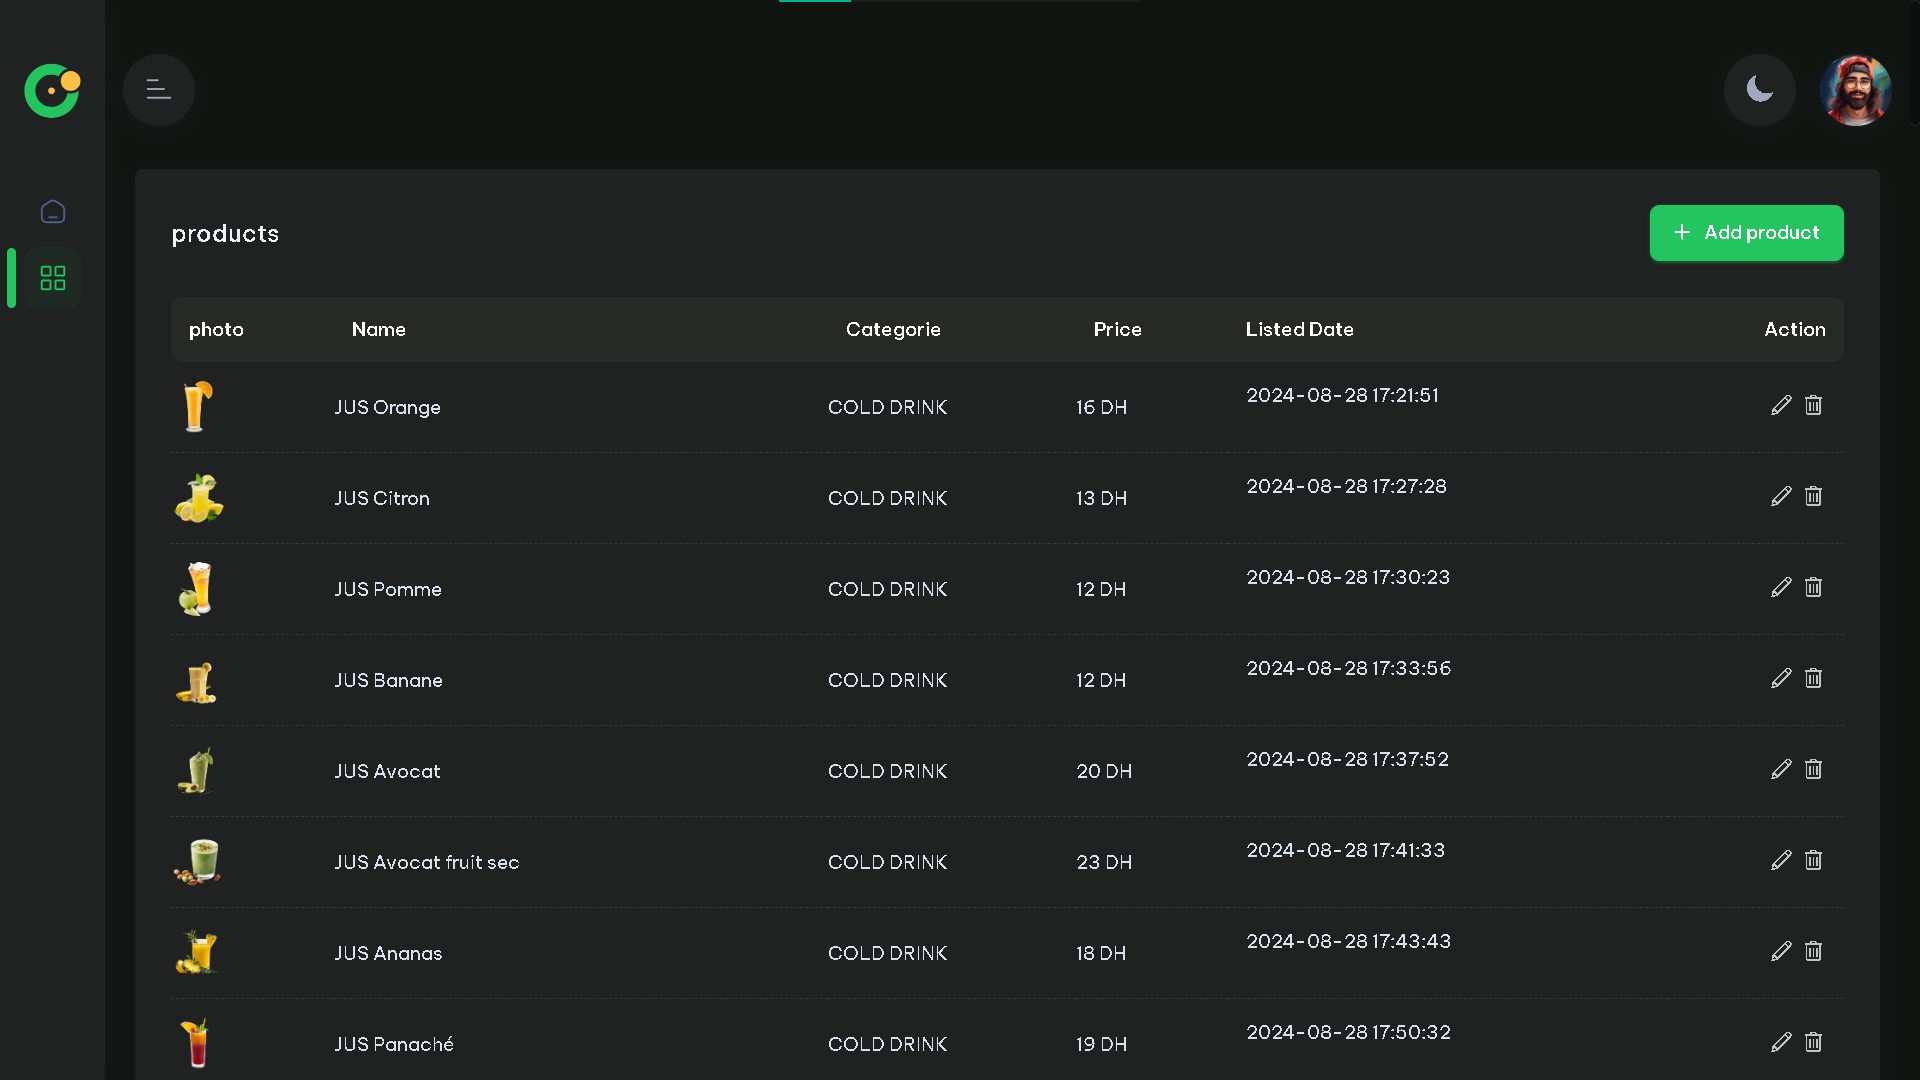 products
+ Add product
photo Name Categorie Price Listed Date Action
JUS Orange COLD DRINK 16 DH 2024-08-28 17:21:51
JUS Citron COLD DRINK 13 DH 2024-08-28 17:27:28
JUS Pomme COLD DRINK 12 DH 2024-08-28 17:30:23
JUS Banane COLD DRINK 12 DH 2024-08-28 17:33:56
JUS Avocat COLD DRINK 20 DH 2024-08-28 17:37:52
JUS Avocat fruit sec COLD DRINK 23 DH 2024-08-28 17:41:33
JUS Ananas COLD DRINK 18 DH 2024-08-28 17:43:43
JUS Panaché COLD DRINK 19 DH 2024-08-28 17:50:32